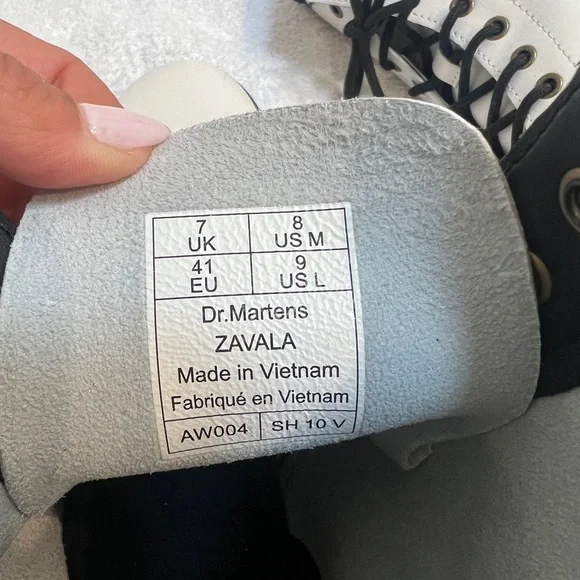 7 8
UK US M
41 9
EU US L
Dr.Martens
ZAVALA
Made in Vietnam
Fabriqué en Vietnam
AW004 SH 10 V